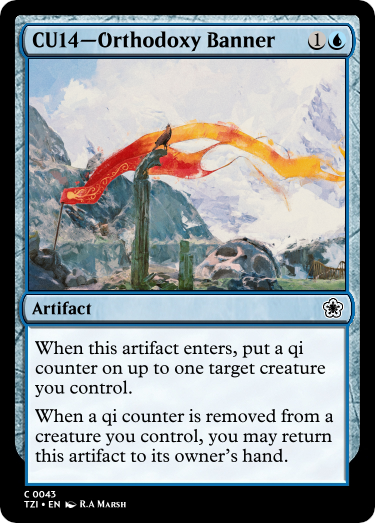 CU14—Orthodoxy Banner 1
Artifact
When this artifact enters, put a qi
counter on up to one target creature
you control.
When a qi counter is removed from a
creature you control, you may return
this artifact to its owner's hand.
C 0043
TZI • EN R.A Marsh